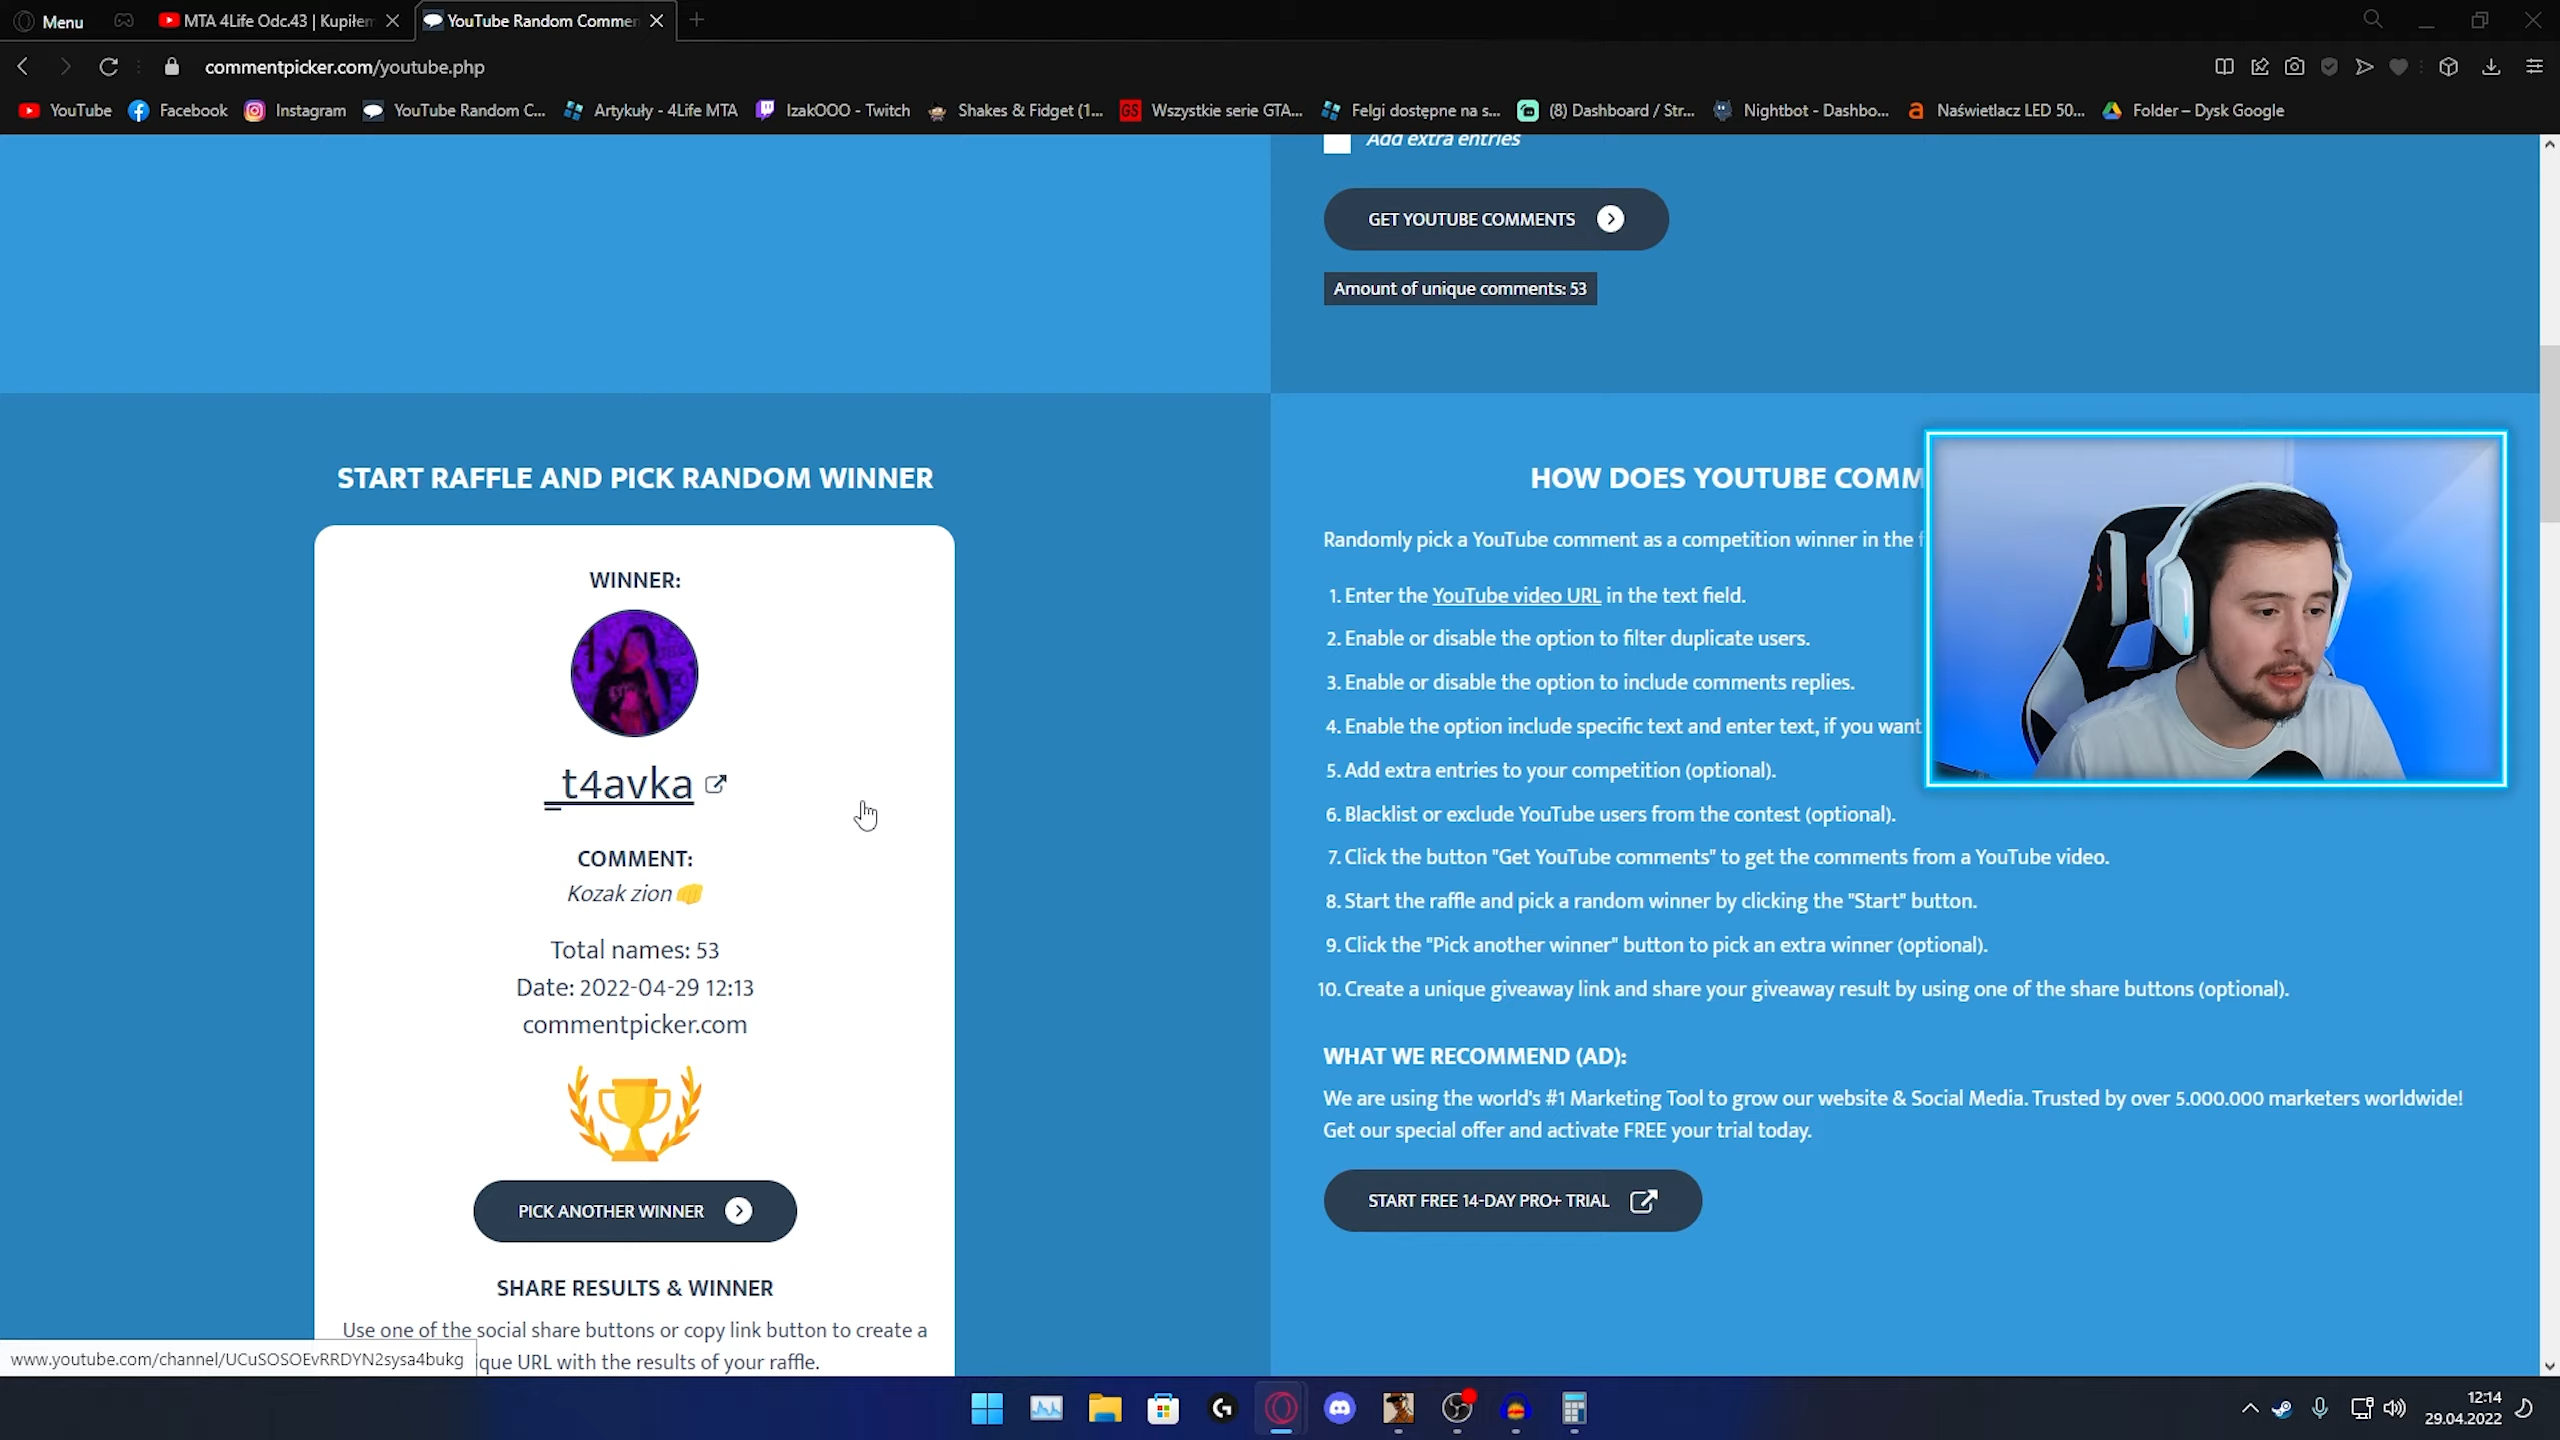 Menu
MTA 4Life Odc.43 | Kupiłem
YouTube Random Commen
commentpicker.com/youtube.php
YouTube
Facebook
Instagram
YouTube Random C...
Artykuły - 4Life MTA
IzakOOO - Twitch
Shakes & Fidget (1...
Wszystkie serie GTA...
Felgi dostępne na s...
(8) Dashboard / Str...
Nightbot - Dashbo...
Naświetlacz LED 50...
Folder – Dysk Google
Add extra entries
GET YOUTUBE COMMENTS
Amount of unique comments: 53
START RAFFLE AND PICK RANDOM WINNER
WINNER:
_t4avka
COMMENT:
Kozak zion 👊
Total names: 53
Date: 2022-04-29 12:13
commentpicker.com
PICK ANOTHER WINNER
SHARE RESULTS & WINNER
Use one of the social share buttons or copy link button to create a
que URL with the results of your raffle.
www.youtube.com/channel/UCuSOSOEvRRDYN2sysa4bukg
HOW DOES YOUTUBE COMM
Randomly pick a YouTube comment as a competition winner in the f
1. Enter the YouTube video URL in the text field.
2. Enable or disable the option to filter duplicate users.
3. Enable or disable the option to include comments replies.
4. Enable the option include specific text and enter text, if you want
5. Add extra entries to your competition (optional).
6. Blacklist or exclude YouTube users from the contest (optional).
7. Click the button "Get YouTube comments" to get the comments from a YouTube video.
8. Start the raffle and pick a random winner by clicking the "Start" button.
9. Click the "Pick another winner" button to pick an extra winner (optional).
10. Create a unique giveaway link and share your giveaway result by using one of the share buttons (optional).
WHAT WE RECOMMEND (AD):
We are using the world's #1 Marketing Tool to grow our website & Social Media. Trusted by over 5.000.000 marketers worldwide!
Get our special offer and activate FREE your trial today.
START FREE 14-DAY PRO+ TRIAL
12:14
29.04.2022